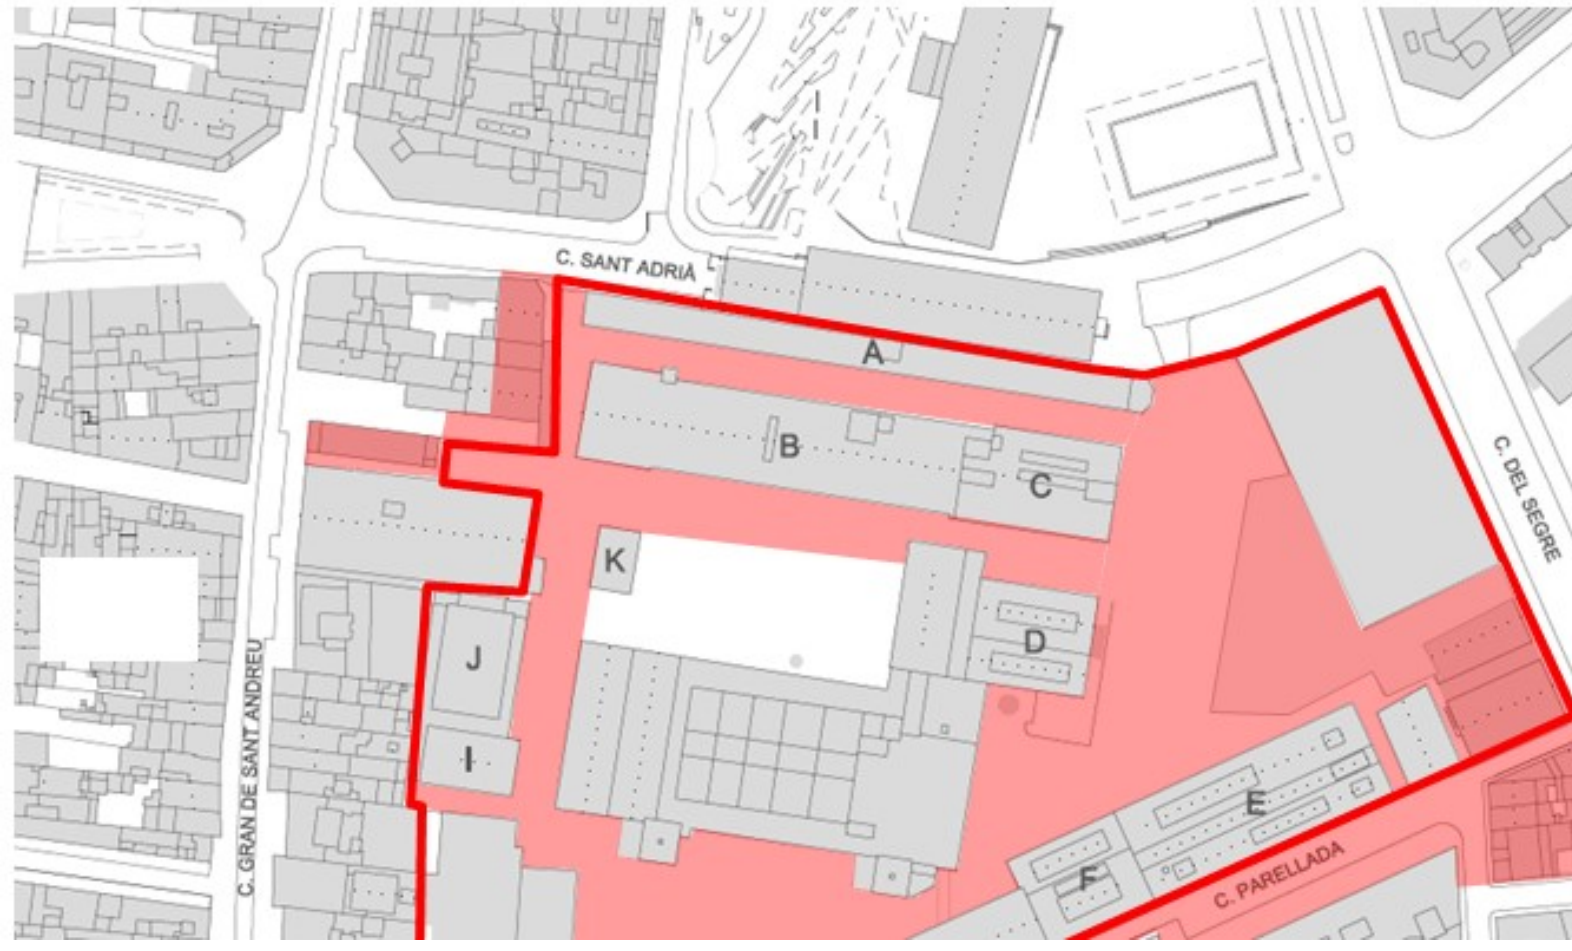 C. SANT ADRIÀ
A
B
C
C. DEL SEGRE
K
D
J
C. GRAN DE SANT ANDREU
I
E
F
C. PARELLADA